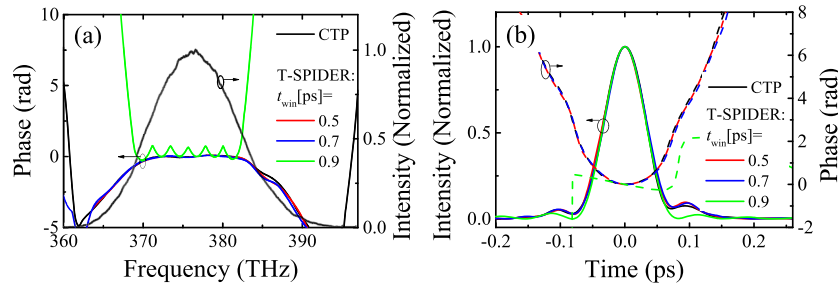 (a)
CTP
T-SPIDER:
t_win[ps]=
0.5
0.7
0.9
Phase (rad)
10
5
0
-5
360
370
380
390
Frequency (THz)
1.0
0.5
0.0
Intensity (Normalized)
(b)
CTP
T-SPIDER:
t_win[ps]=
0.5
0.7
0.9
Intensity (Normalized)
1.0
0.5
0.0
-0.2
-0.1
0.0
0.1
0.2
Time (ps)
8
6
4
2
0
-2
Phase (rad)